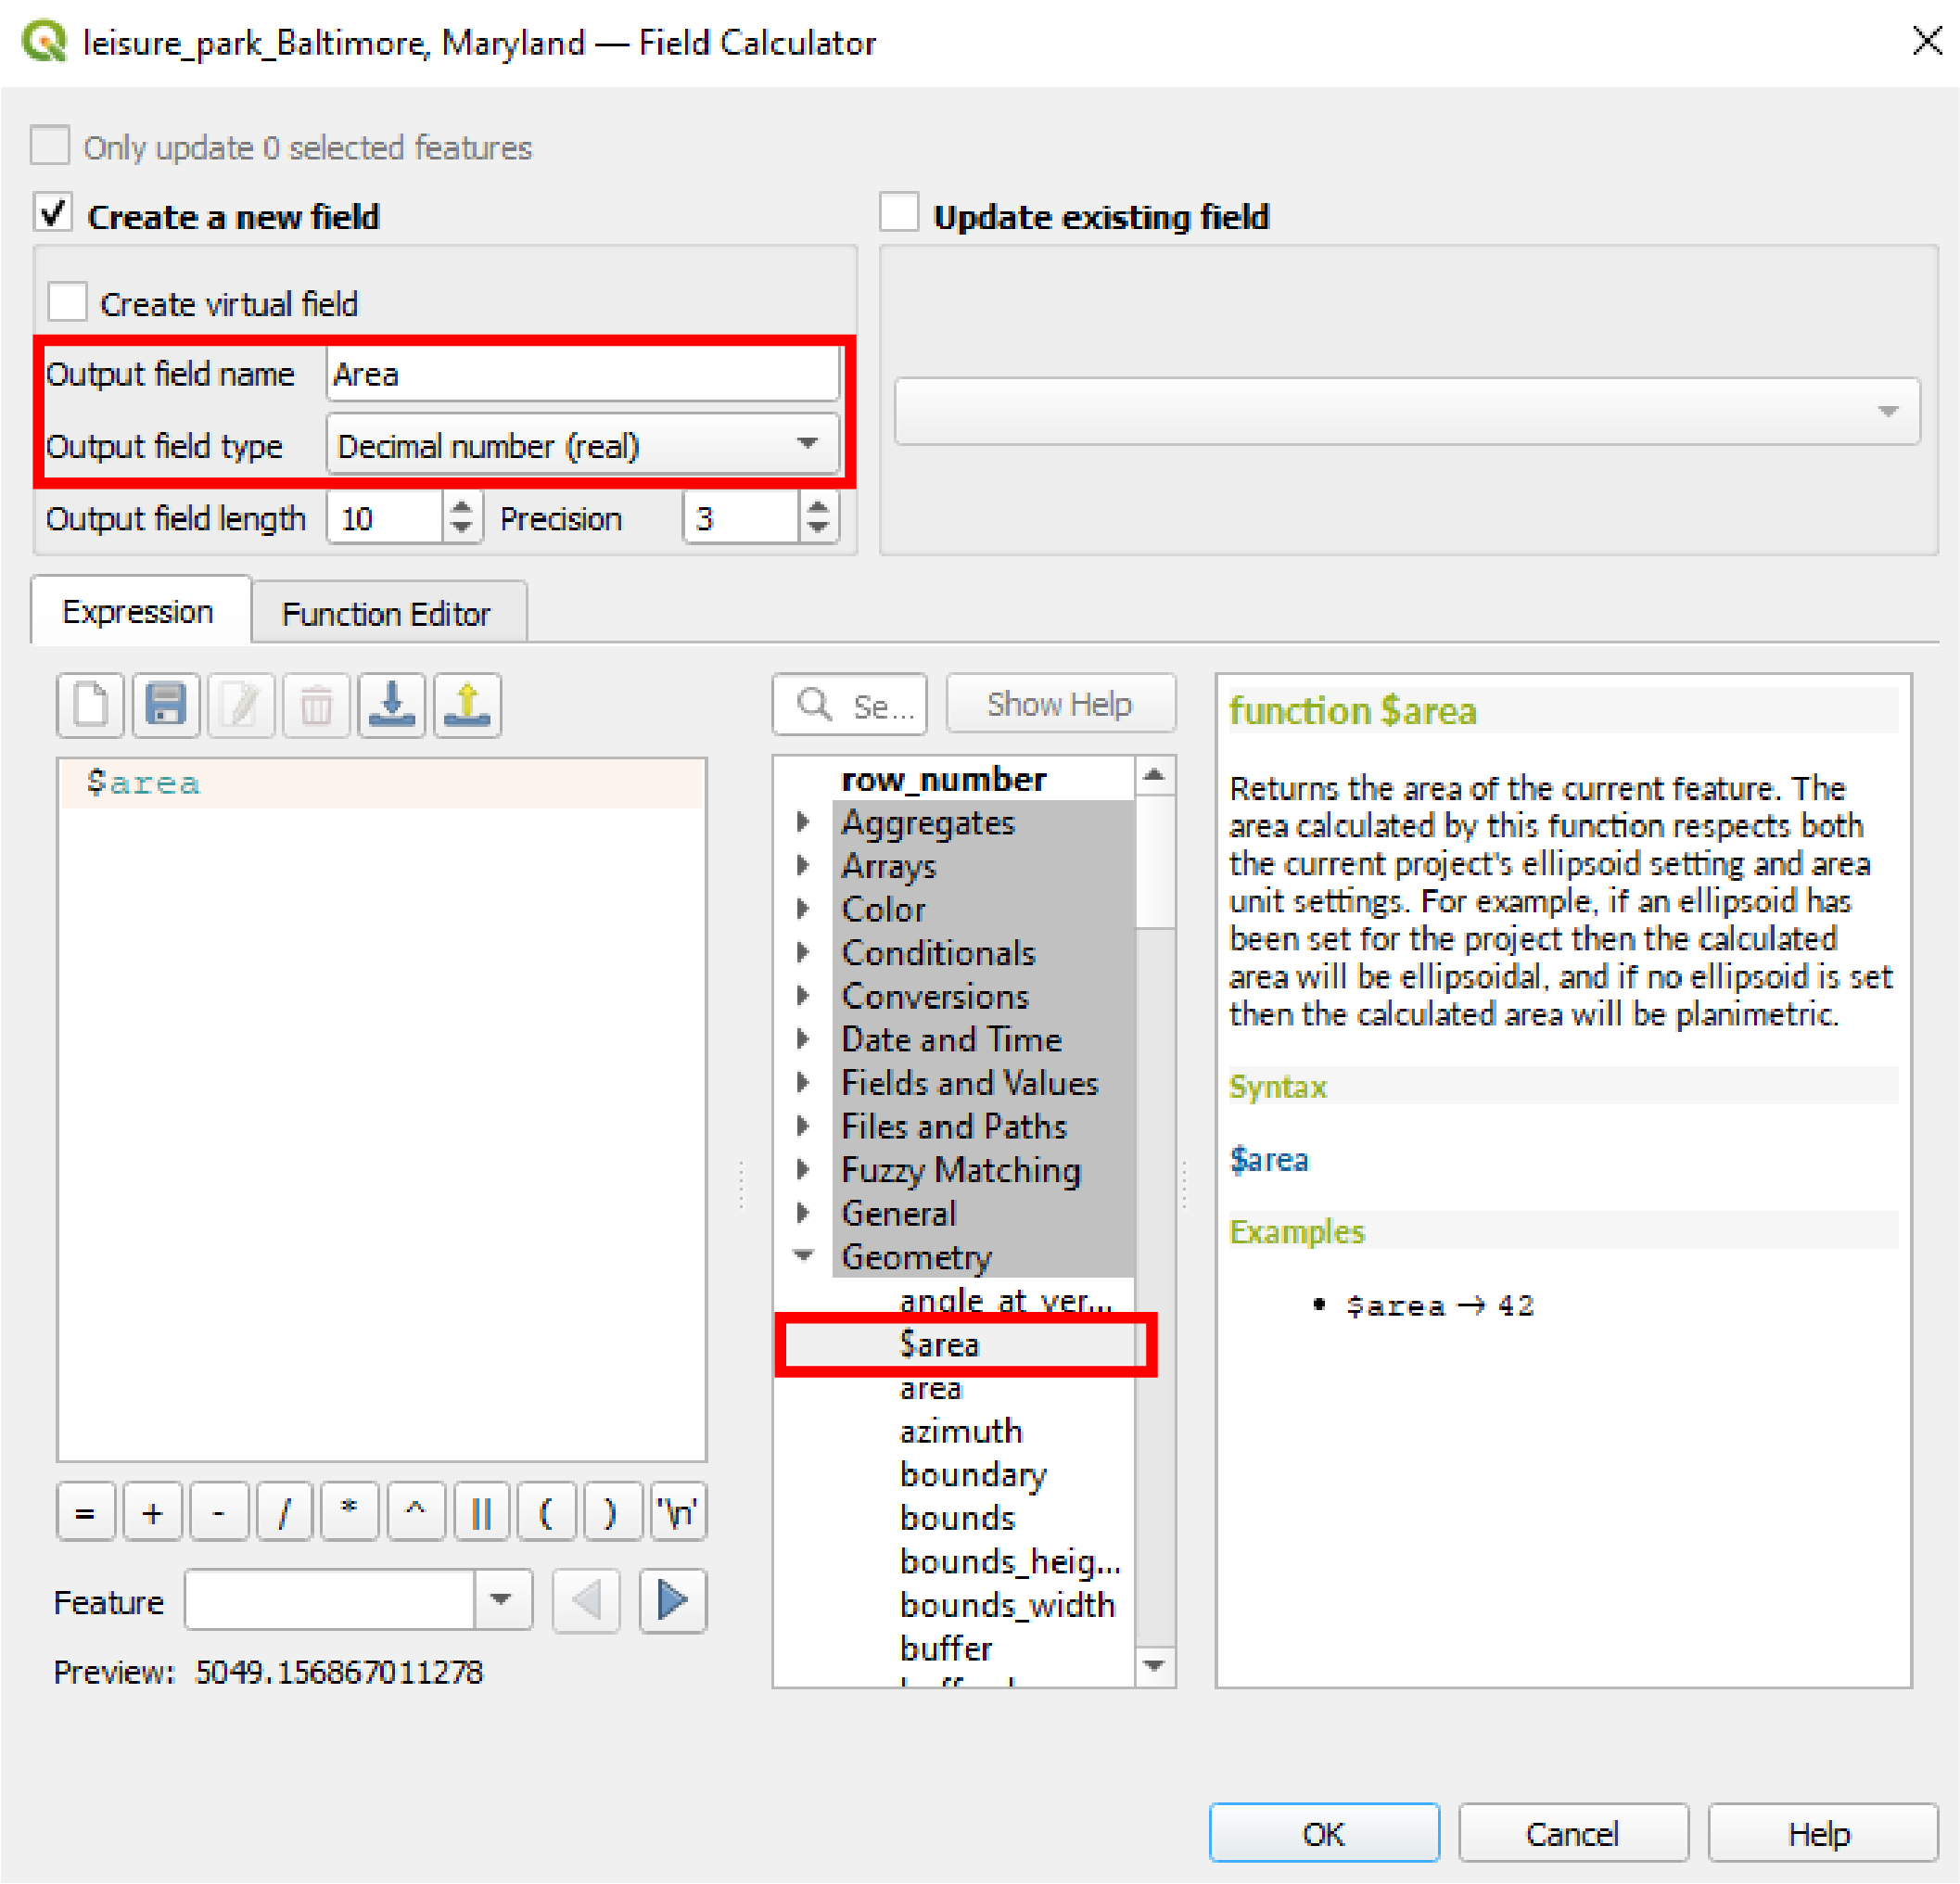 leisure_park_Baltimore, Maryland — Field Calculator
Only update 0 selected features
Create a new field
Update existing field
Create virtual field
Output field name
Area
Output field type
Decimal number (real)
Output field length
10
Precision
3
Expression
Function Editor
Se...
Show Help
$area
row_number
Aggregates
Arrays
Color
Conditionals
Conversions
Date and Time
Fields and Values
Files and Paths
Fuzzy Matching
General
Geometry
angle_at_ver...
$area
area
azimuth
boundary
bounds
bounds_heig...
bounds_width
buffer
function $area
Returns the area of the current feature. The
area calculated by this function respects both
the current project's ellipsoid setting and area
unit settings. For example, if an ellipsoid has
been set for the project then the calculated
area will be ellipsoidal, and if no ellipsoid is set
then the calculated area will be planimetric.
Syntax
$area
Examples
• $area → 42
= + - / * ^ || ( ) '\n'
Feature
Preview: 5049.156867011278
OK
Cancel
Help